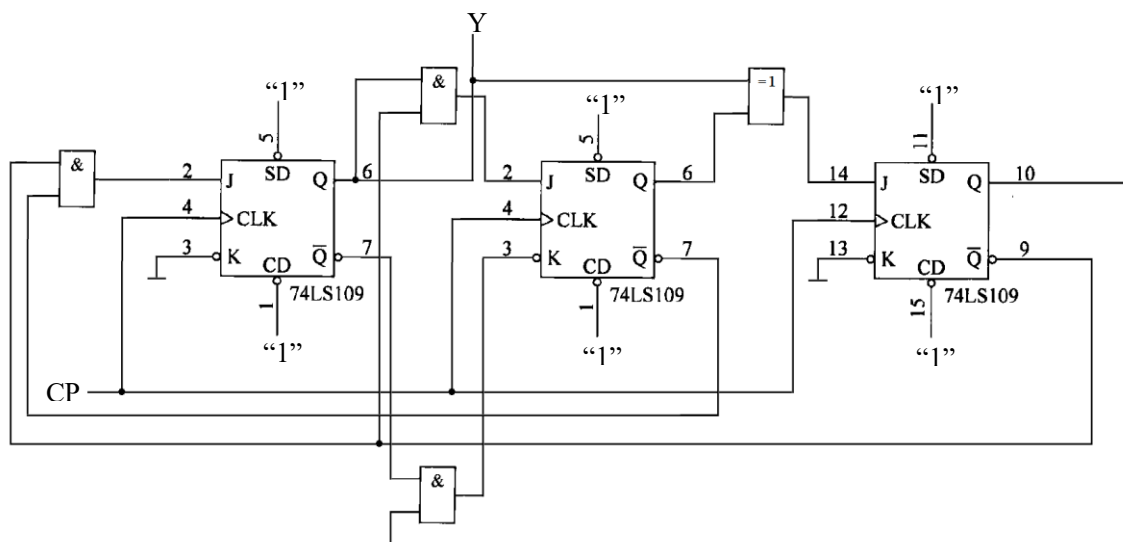 Y
&
=1
"1"
"1"
"1"
&
5
5
11
2
J
SD
Q
6
2
J
SD
Q
6
14
J
SD
Q
10
4
CLK
4
CLK
12
CLK
3
K
CD
Q̅
7
3
K
CD
Q̅
7
13
K
CD
Q̅
9
1
74LS109
1
74LS109
15
74LS109
"1"
"1"
"1"
CP
&